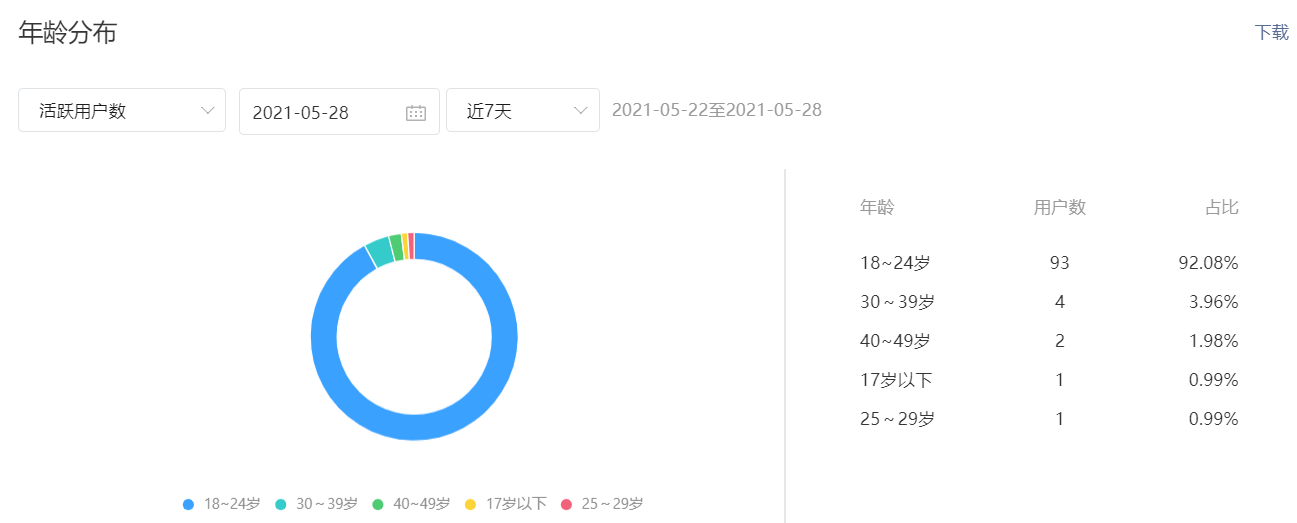 年龄分布
下载
活跃用户数 2021-05-28 近7天 2021-05-22至2021-05-28
年龄 用户数 占比
18~24岁 93 92.08%
30～39岁 4 3.96%
40~49岁 2 1.98%
17岁以下 1 0.99%
25～29岁 1 0.99%
18~24岁 30～39岁 40~49岁 17岁以下 25～29岁